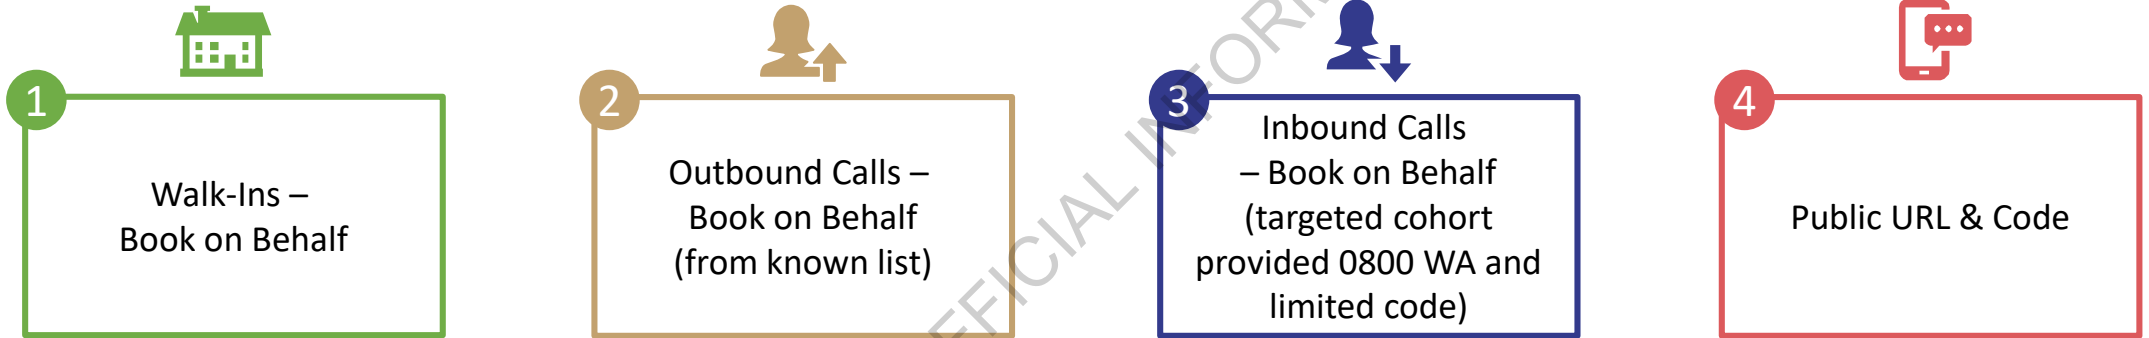 1
Walk-Ins –
Book on Behalf
2
Outbound Calls –
Book on Behalf
(from known list)
3
Inbound Calls
– Book on Behalf
(targeted cohort
provided 0800 WA and
limited code)
4
Public URL & Code